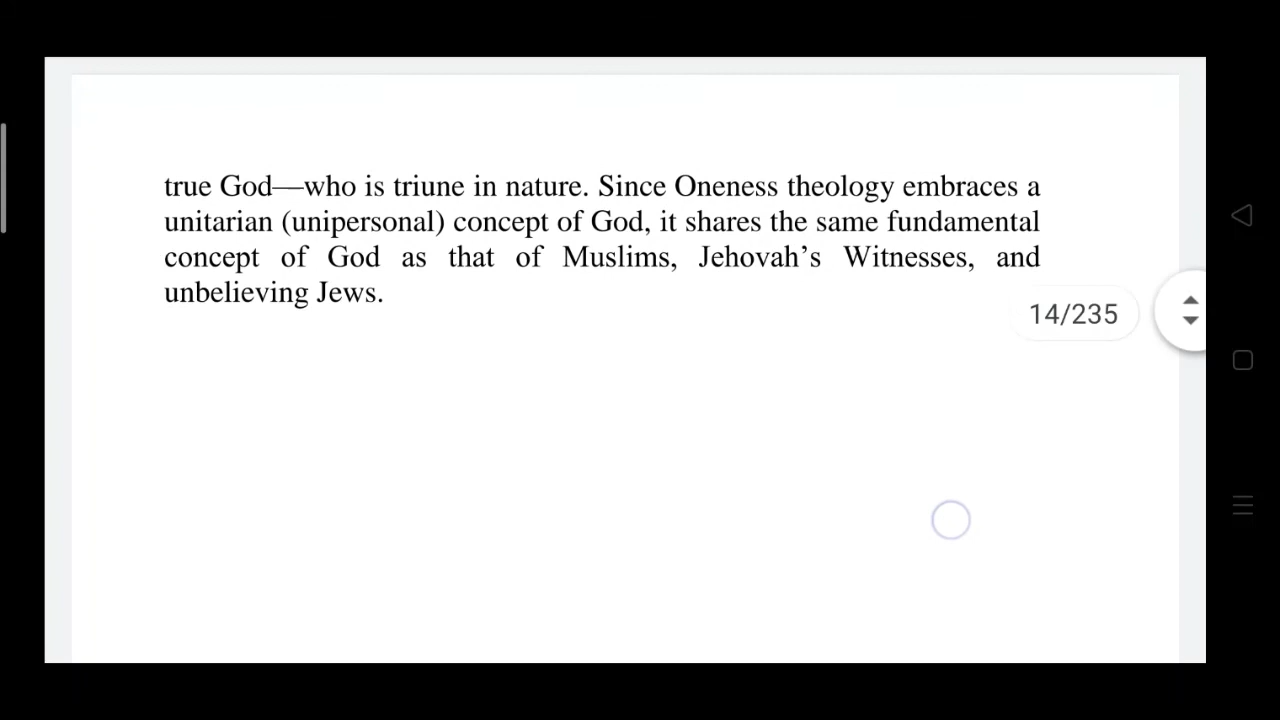 true God—who is triune in nature. Since Oneness theology embraces a
unitarian (unipersonal) concept of God, it shares the same fundamental
concept of God as that of Muslims, Jehovah’s Witnesses, and
unbelieving Jews.
14/235